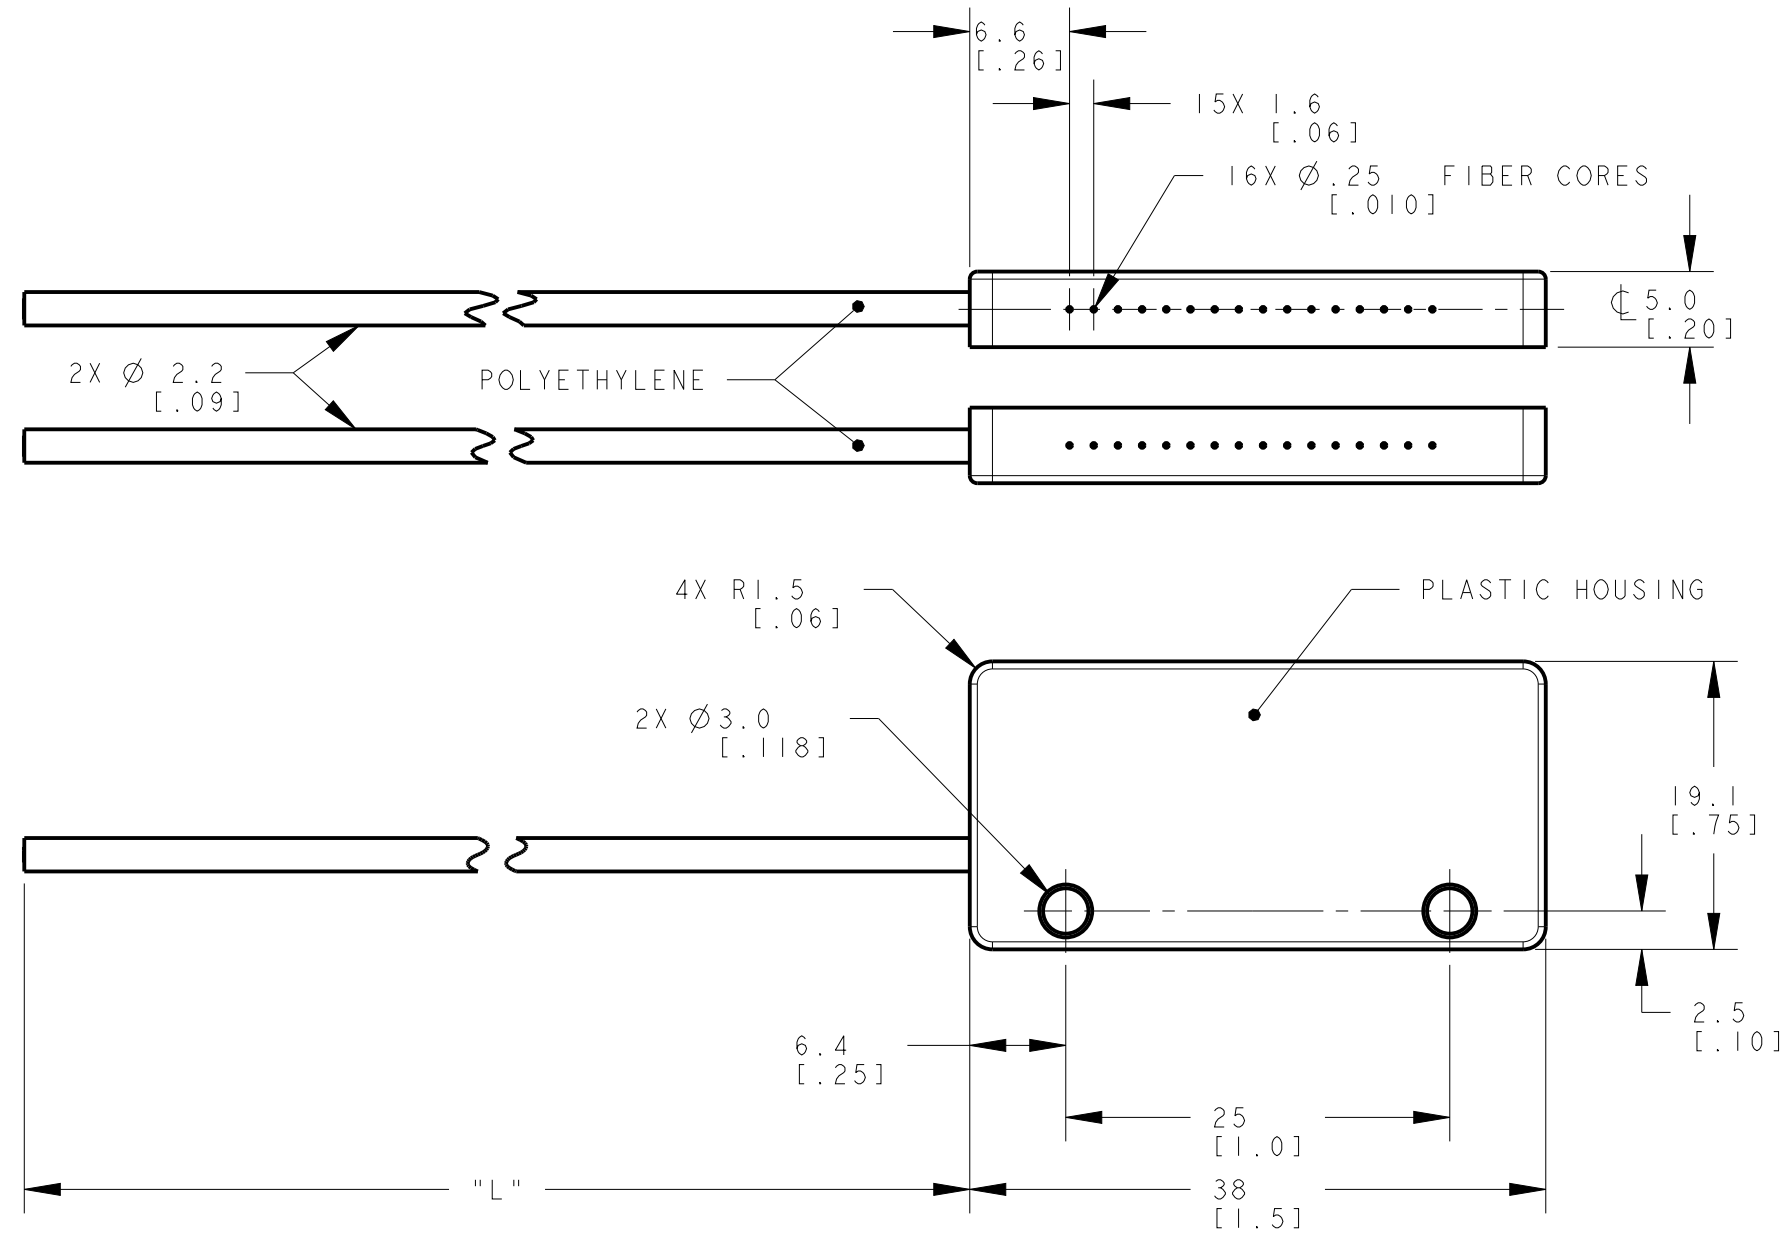 6.6
[.26]
15X 1.6
[.06]
16X Ø.25 FIBER CORES
[.010]
℄ 5.0
[.20]
2X Ø 2.2
[.09]
POLYETHYLENE
4X R1.5
[.06]
PLASTIC HOUSING
2X Ø3.0
[.118]
19.1
[.75]
2.5
[.10]
6.4
[.25]
25
[1.0]
"L"
38
[1.5]